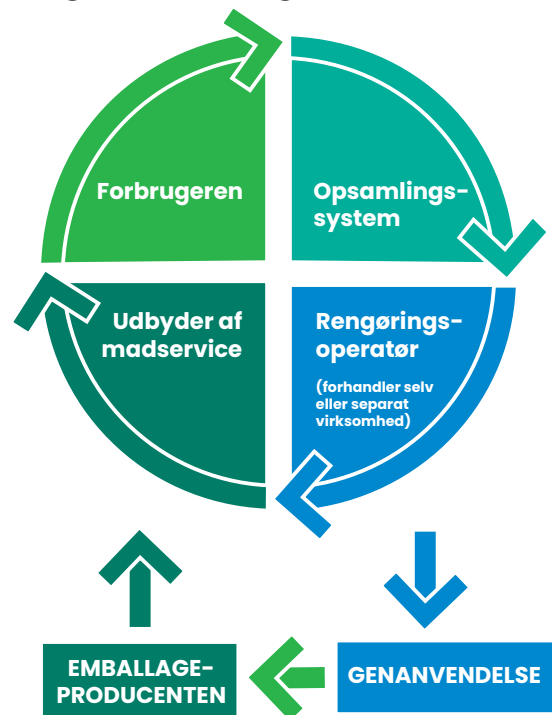 Forbrugeren
Opsamlings-
system
Udbyder af
madservice
Rengørings-
operatør
(forhandler selv
eller separat
virksomhed)
EMBALLAGE-
PRODUCENTEN
GENANVENDELSE